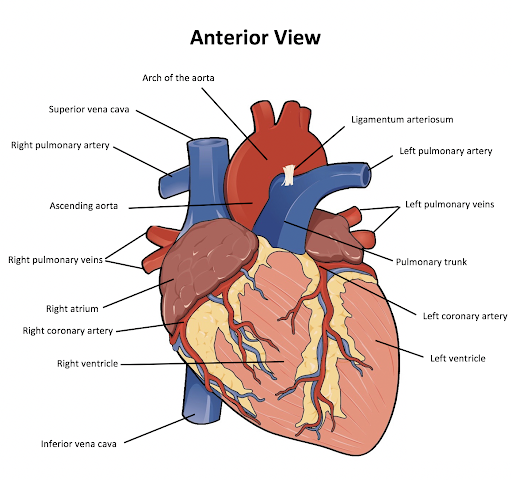 Anterior View
Arch of the aorta
Superior vena cava
Ligamentum arteriosum
Right pulmonary artery
Left pulmonary artery
Ascending aorta
Left pulmonary veins
Right pulmonary veins
Pulmonary trunk
Right atrium
Left coronary artery
Right coronary artery
Left ventricle
Right ventricle
Inferior vena cava